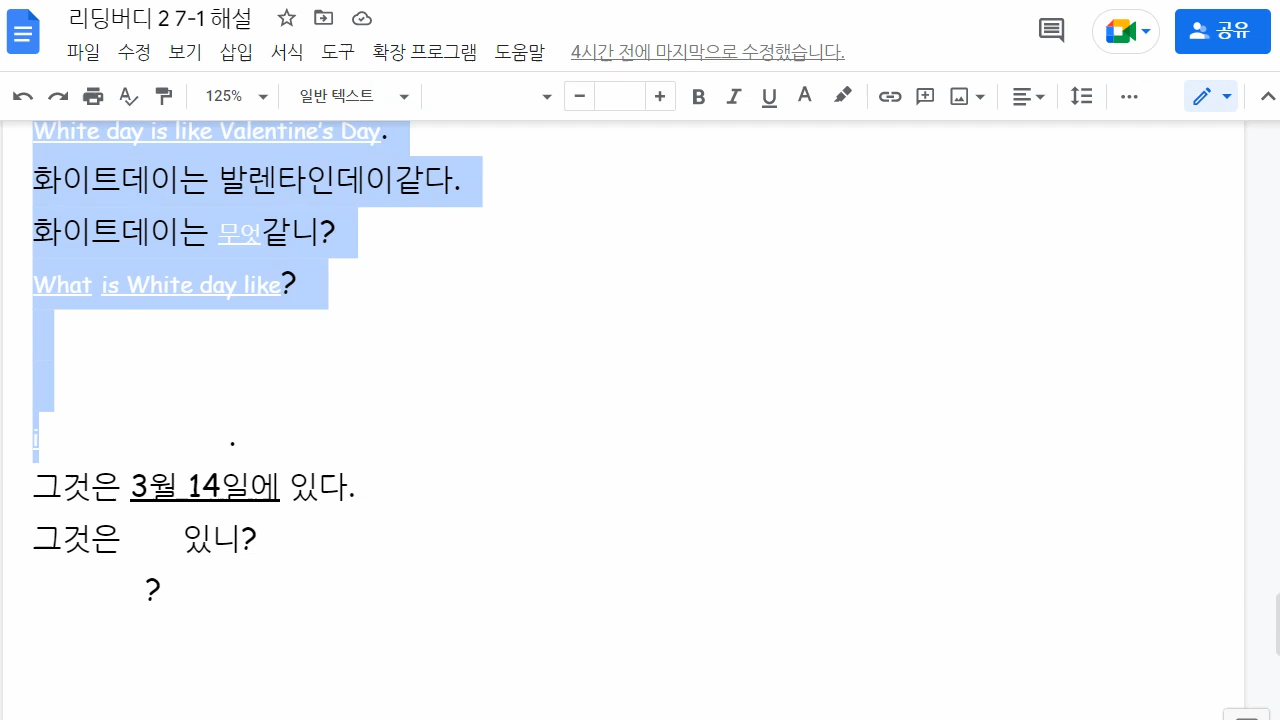 리딩버디 2 7-1 해설
파일 수정 보기 삽입 서식 도구 확장 프로그램 도움말 4시간 전에 마지막으로 수정했습니다.
공유
125% 일반 텍스트 − + B I U A
White day is like Valentine's Day.
화이트데이는 발렌타인데이같다.
화이트데이는 무엇같니?
What is White day like?
i .
그것은 3월 14일에 있다.
그것은 있니?
?